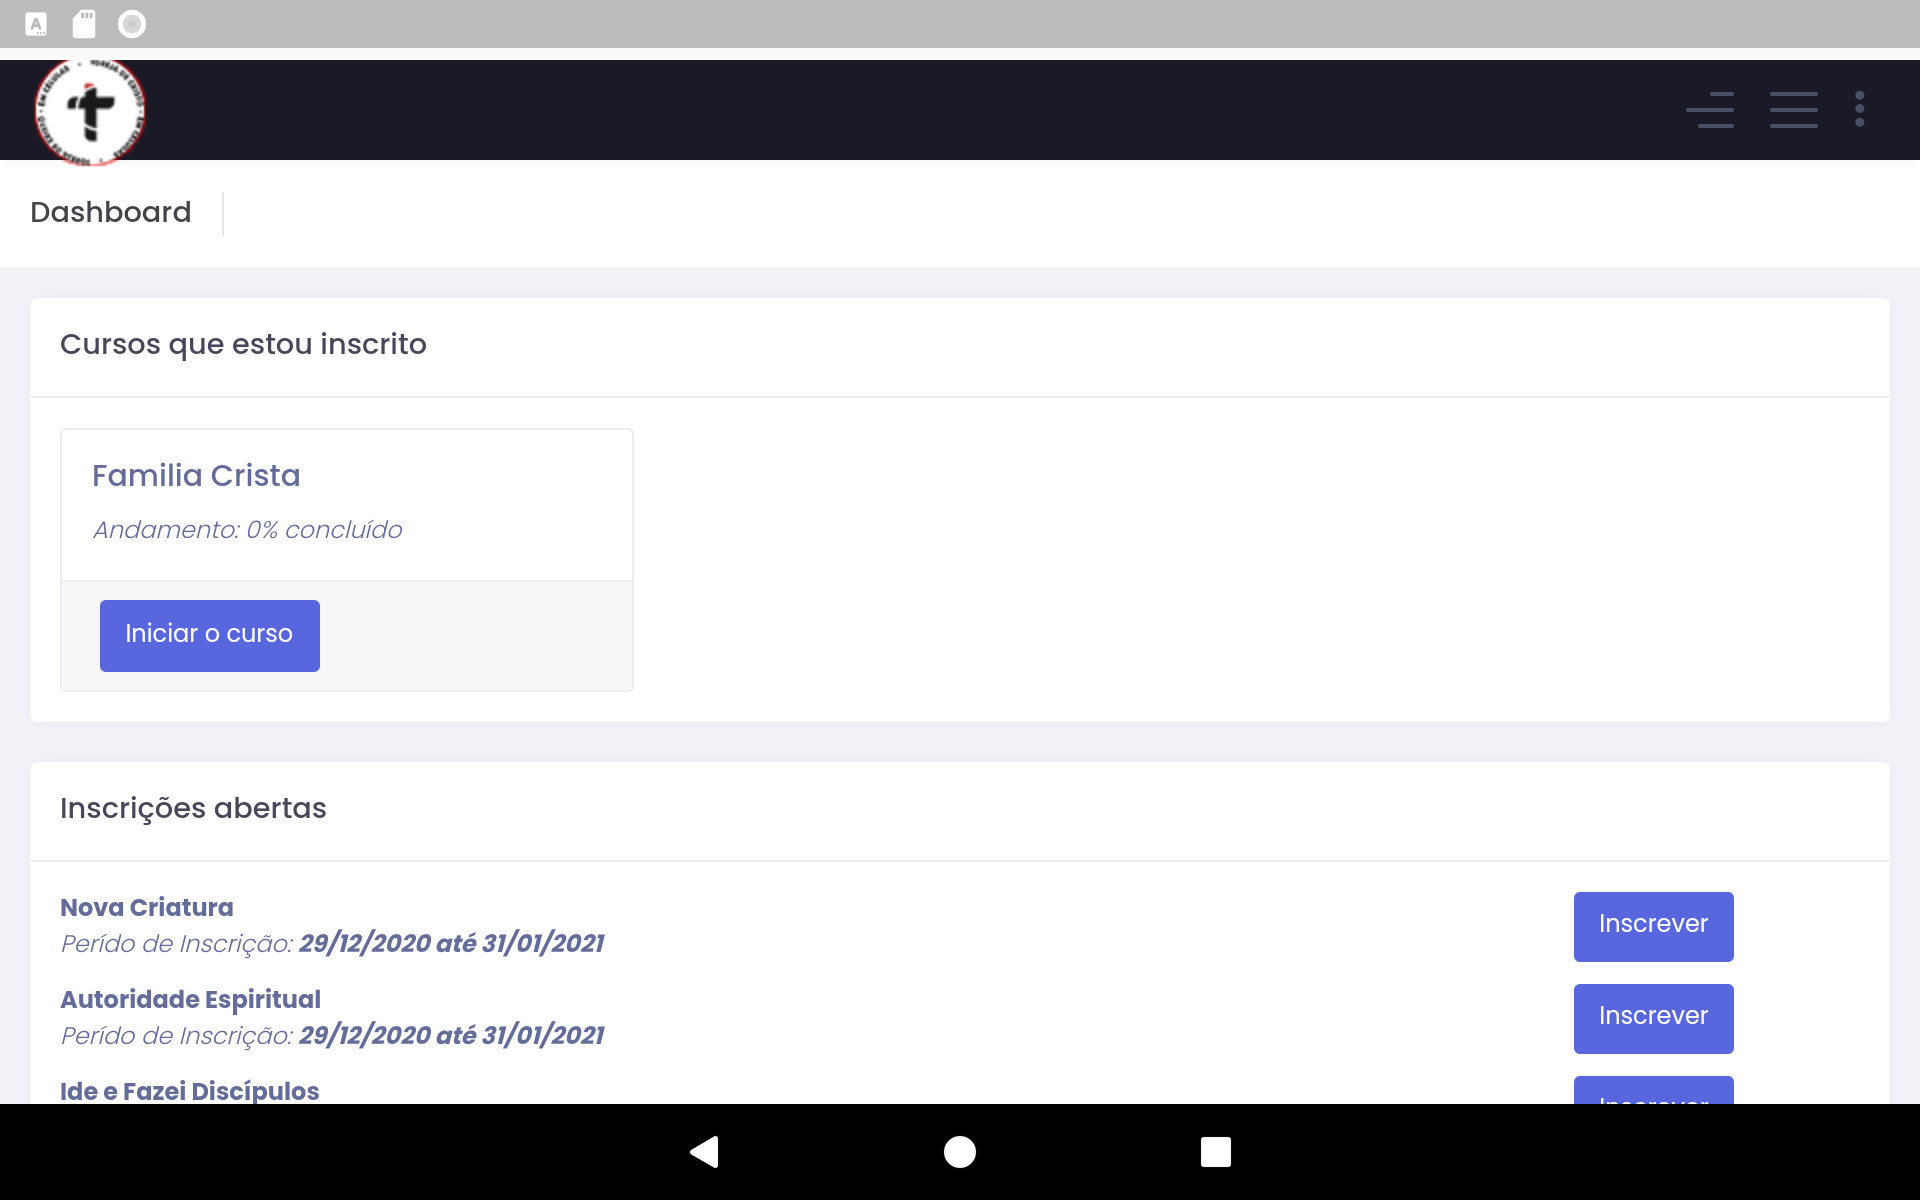 Dashboard
Cursos que estou inscrito
Familia Crista
Andamento: 0% concluído
Iniciar o curso
Inscrições abertas
Nova Criatura
Perído de Inscrição: 29/12/2020 até 31/01/2021
Inscrever
Autoridade Espiritual
Perído de Inscrição: 29/12/2020 até 31/01/2021
Inscrever
Ide e Fazei Discípulos
Inscrever